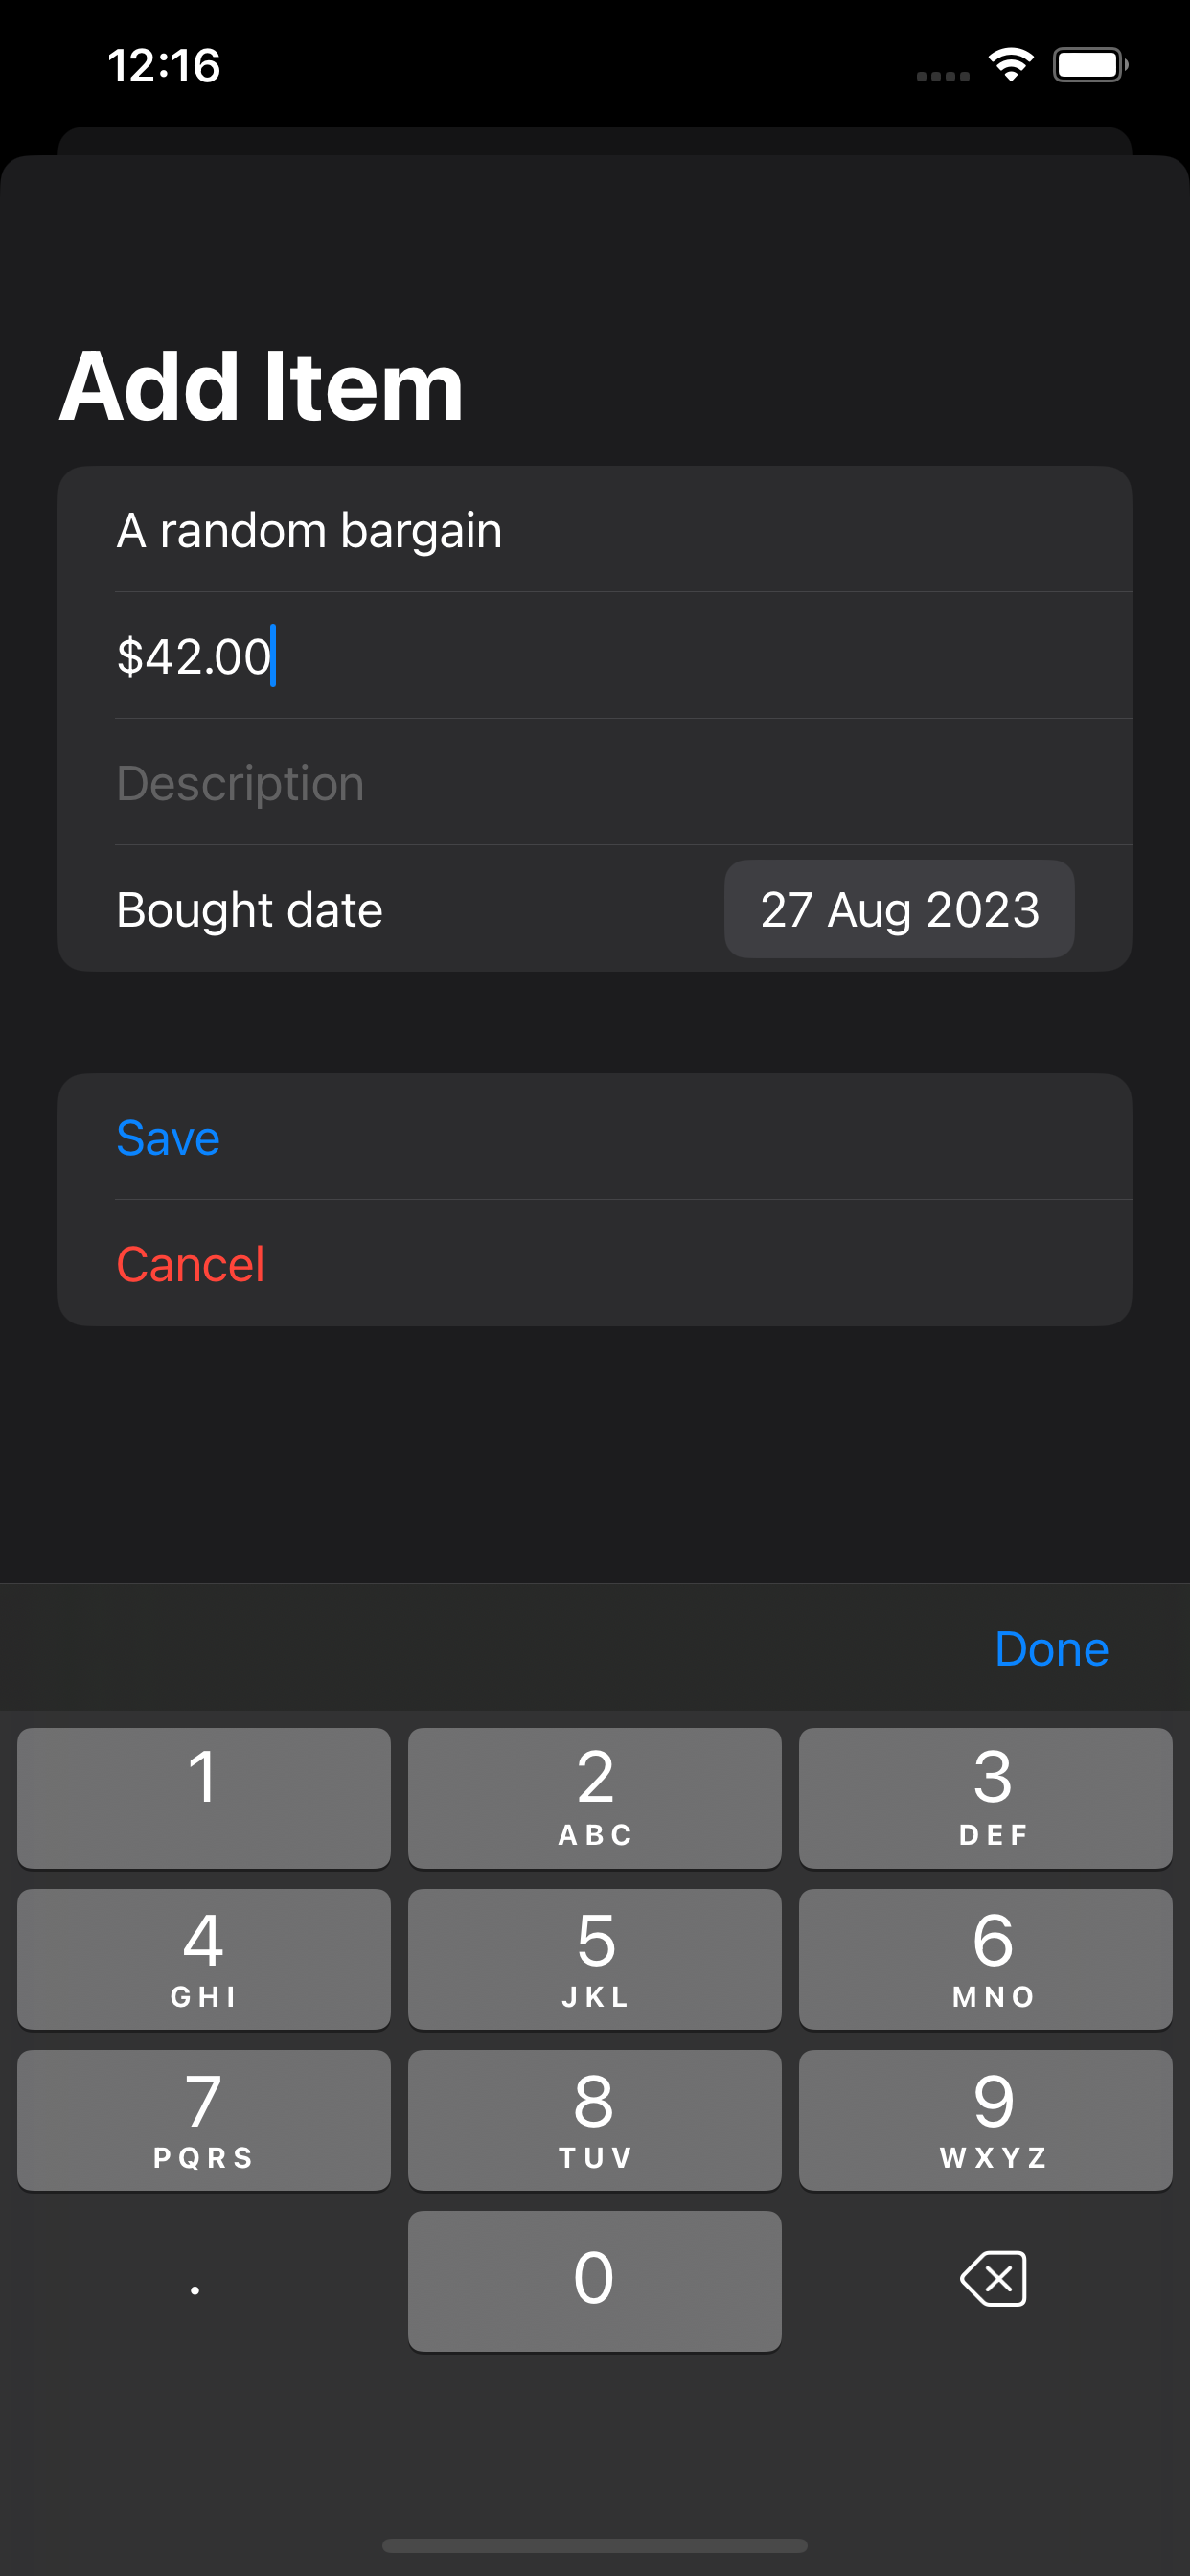 12:16
Add Item
A random bargain
$42.00
Description
Bought date 27 Aug 2023
Save
Cancel
Done
1 2 3
ABC DEF
4 5 6
GHI JKL MNO
7 8 9
PQRS TUV WXYZ
. 0